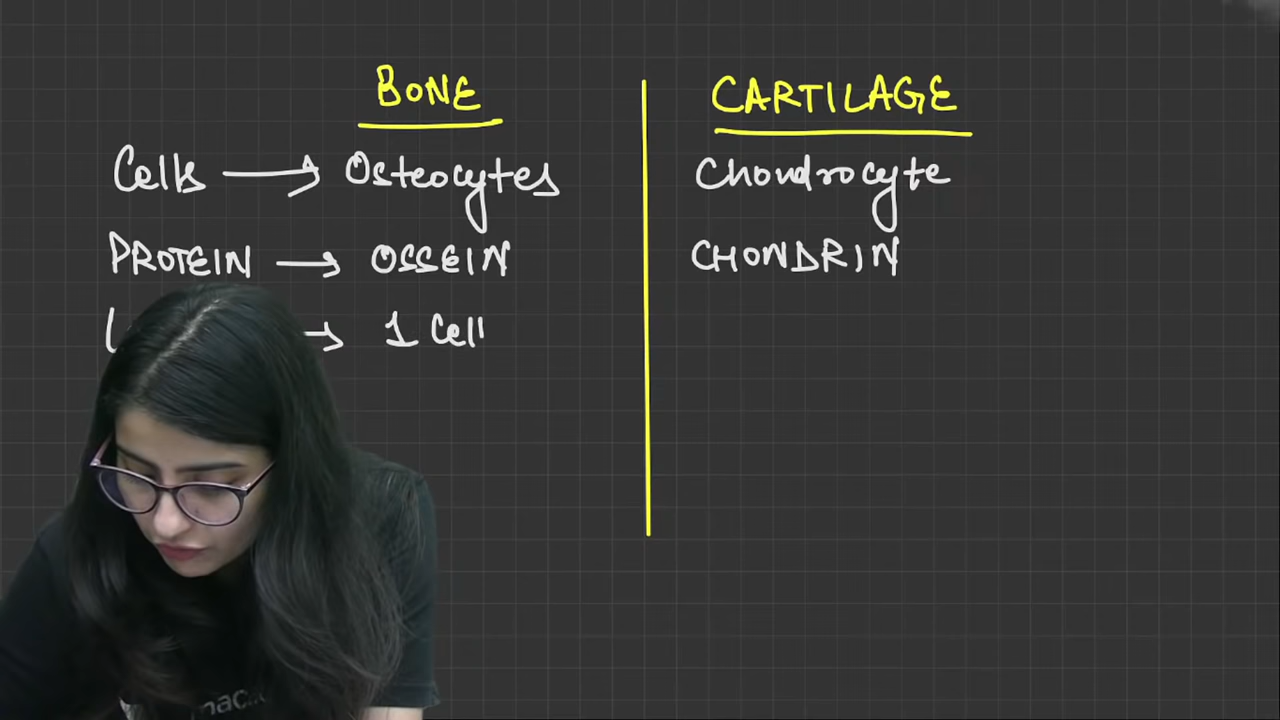 BONE
CARTILAGE
Cells → Osteocytes
Chondrocyte
PROTEIN → OSSEIN
CHONDRIN
→ 1 Cell